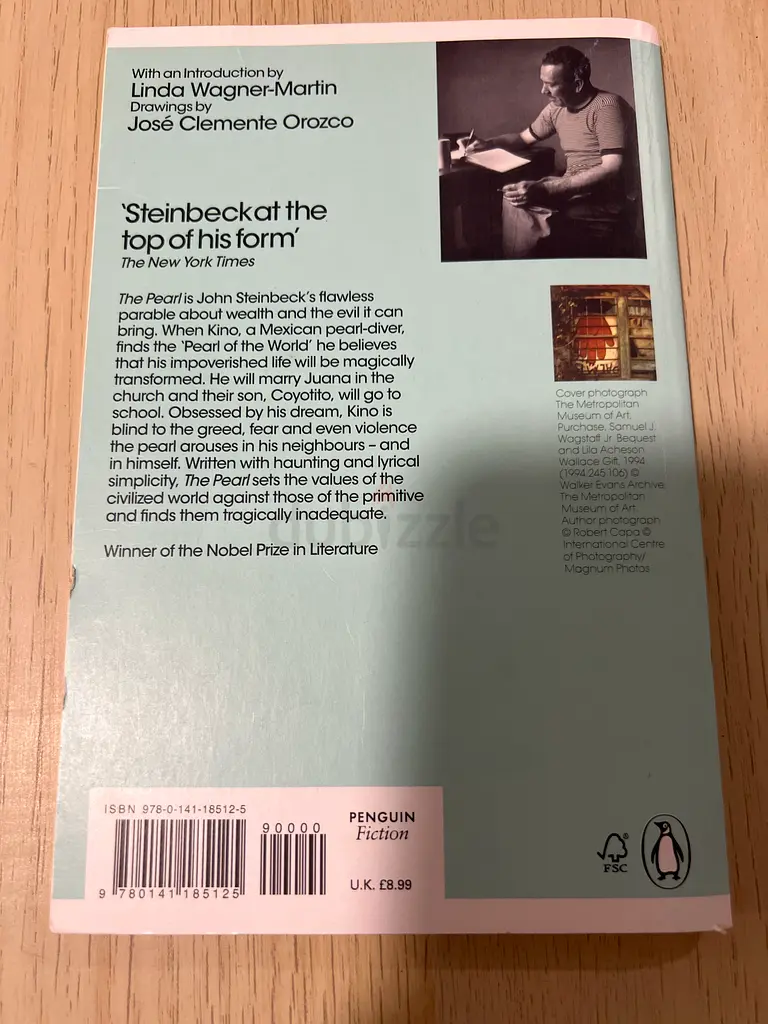 With an Introduction by
Linda Wagner-Martin
Drawings by
José Clemente Orozco
‘Steinbeck at the
top of his form’
The New York Times
The Pearl is John Steinbeck's flawless
parable about wealth and the evil it can
bring. When Kino, a Mexican pearl-diver,
finds the ‘Pearl of the World’ he believes
that his impoverished life will be magically
transformed. He will marry Juana in the
church and their son, Coyotito, will go to
school. Obsessed by his dream, Kino is
blind to the greed, fear and even violence
the pearl arouses in his neighbours – and
in himself. Written with haunting and lyrical
simplicity, The Pearl sets the values of the
civilized world against those of the primitive
and finds them tragically inadequate.
Winner of the Nobel Prize in Literature
Cover photograph
The Metropolitan
Museum of Art,
Purchase, Samuel J.
Wagstaff Jr. Bequest
and Lila Acheson
Wallace Gift, 1994
(1994.245.106) ©
Walker Evans Archive,
The Metropolitan
Museum of Art.
Author photograph
© Robert Capa ©
International Centre
of Photography/
Magnum Photos
dubizzle
ISBN 978-0-141-18512-5
90000
9 780141 185125
PENGUIN
Fiction
U.K. £8.99
FSC
®